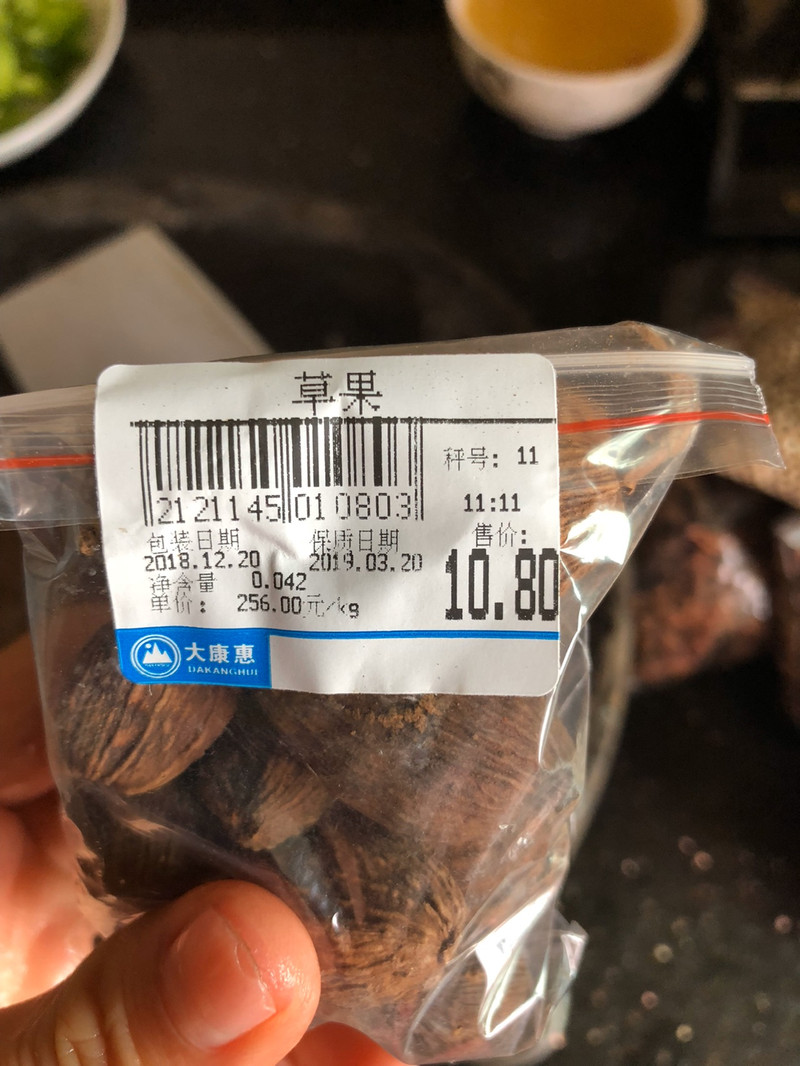 草果
秤号: 11
2121145010803
11:11
包装日期 保质日期 售价:
2018.12.20 2019.03.20 10.80
净含量 0.042
单价: 256.00元/kg
大康惠
DAKANGHUI